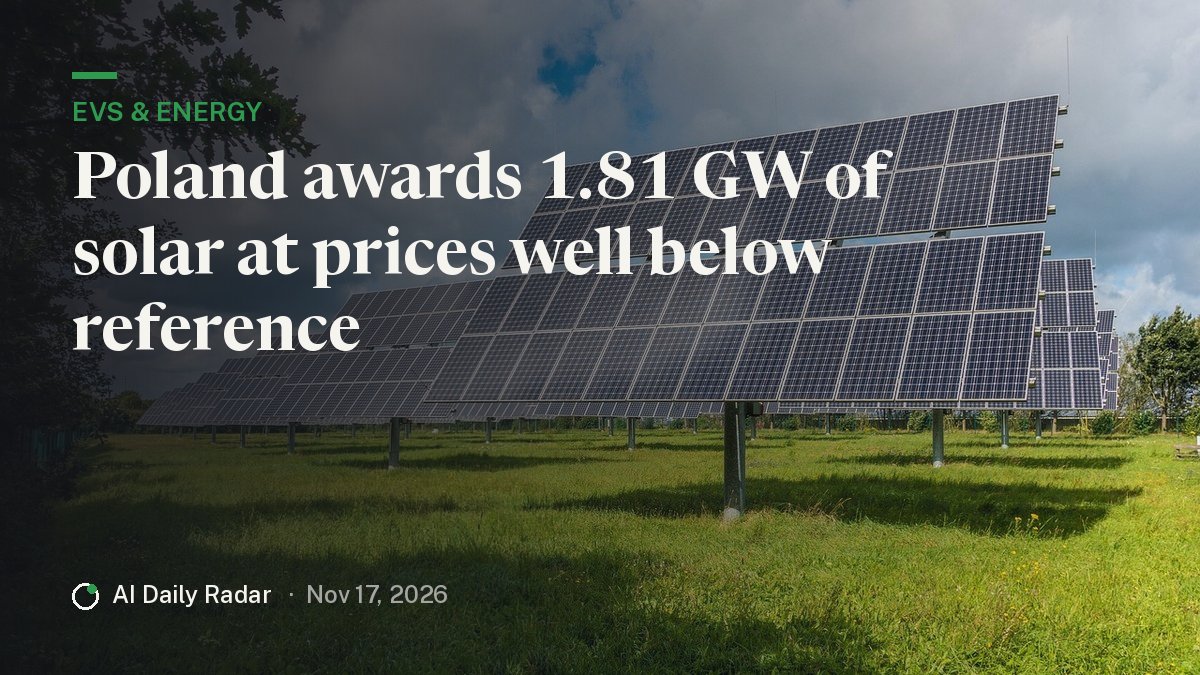 EVS & ENERGY
Poland awards 1.81 GW of
solar at prices well below
reference
AI Daily Radar · Nov 17, 2026